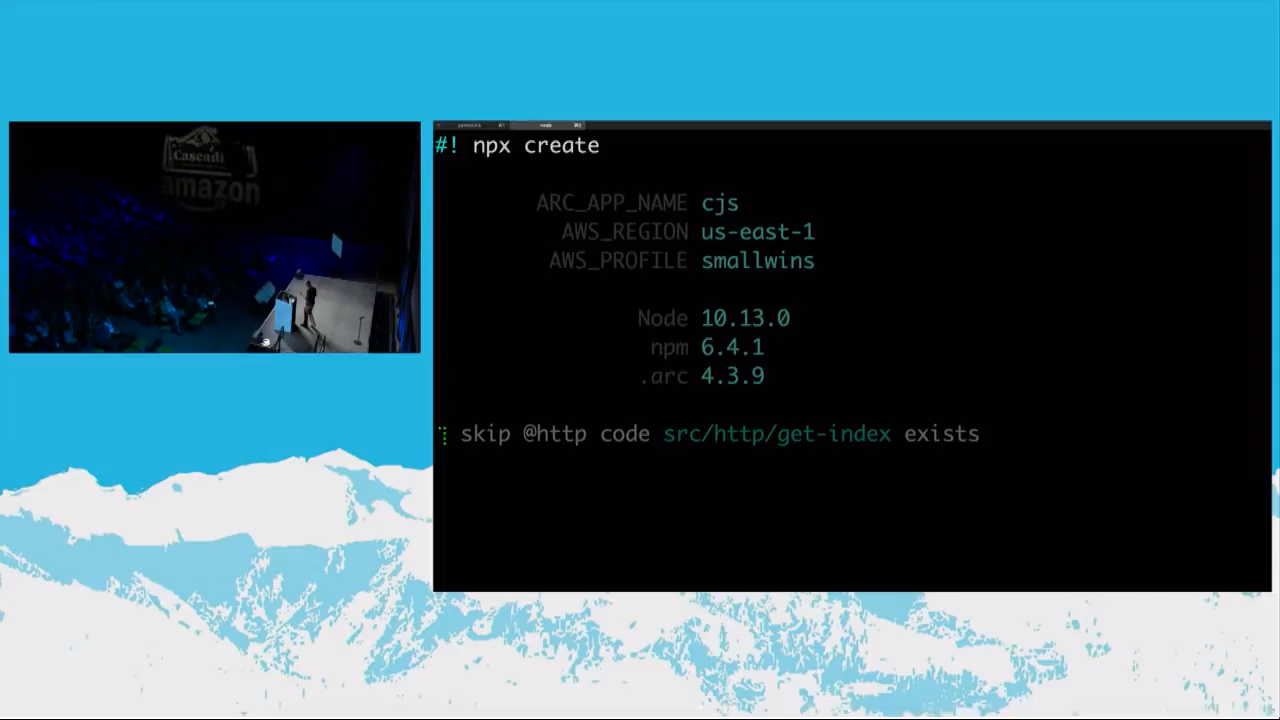 Cascadi
amazon
#! npx create
ARC_APP_NAME cjs
AWS_REGION us-east-1
AWS_PROFILE smallwins
Node 10.13.0
npm 6.4.1
.arc 4.3.9
skip @http code src/http/get-index exists